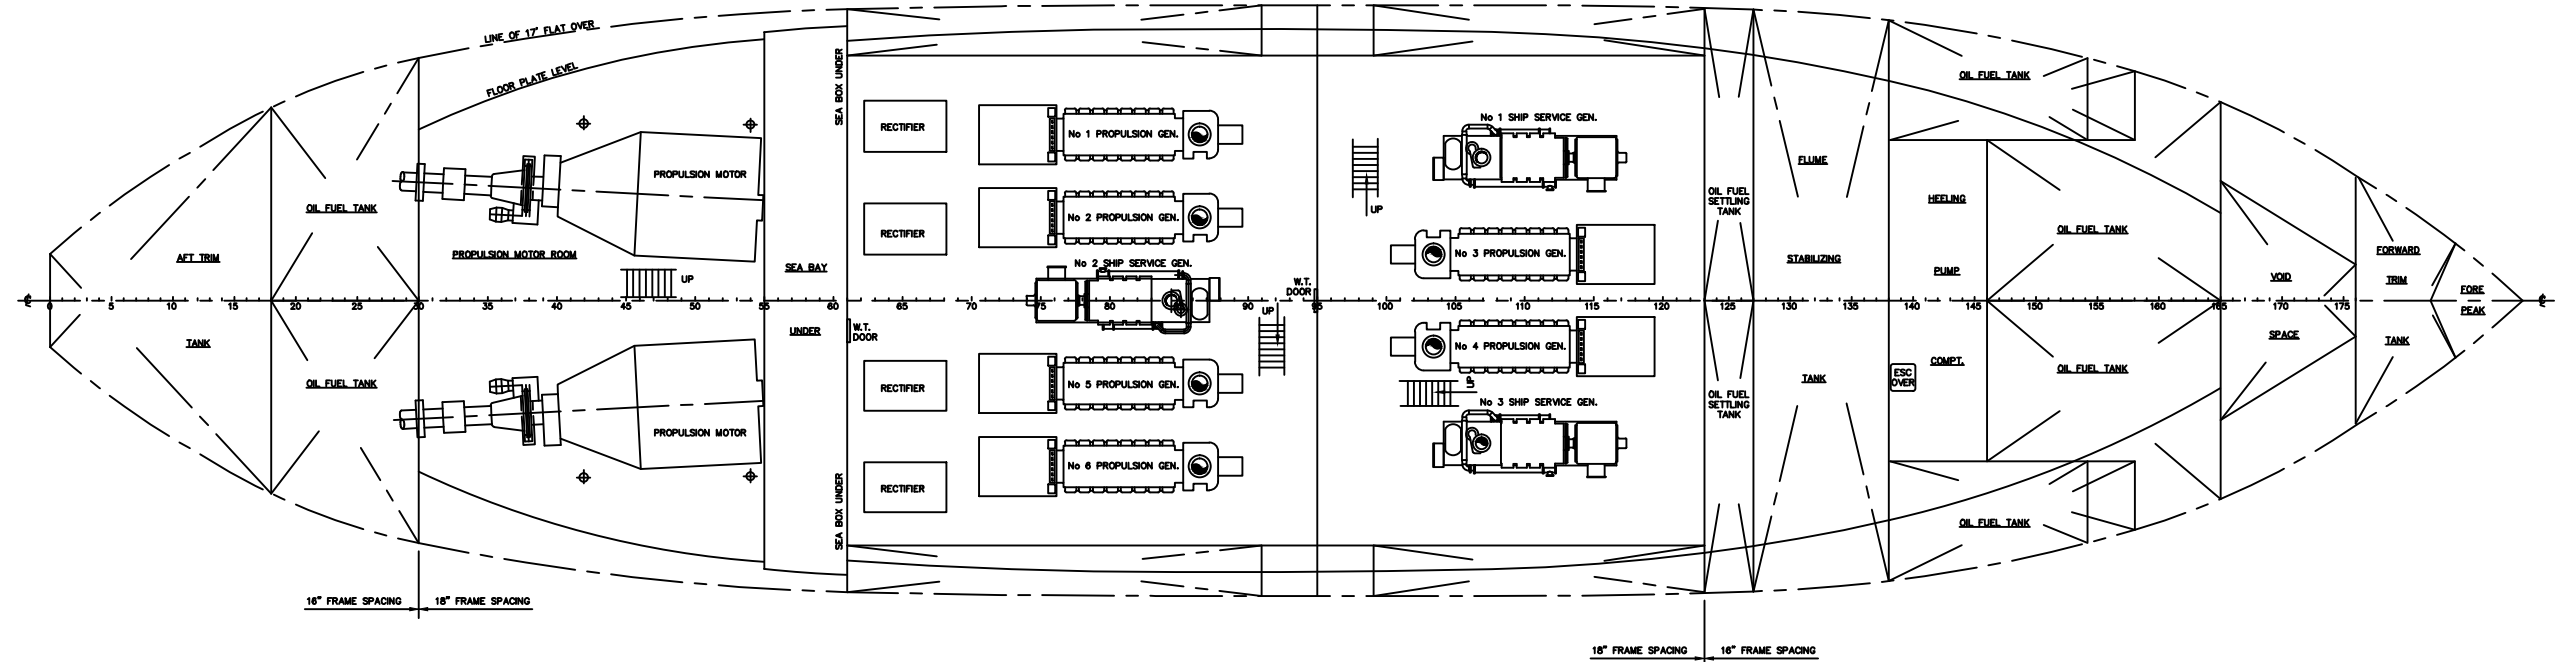 LINE OF 17' FLAT OVER
FLOOR PLATE LEVEL
SEA BOX UNDER
OIL FUEL TANK
RECTIFIER
No 1 PROPULSION GEN.
No 1 SHIP SERVICE GEN.
PROPULSION MOTOR
FLUME
OIL FUEL TANK
RECTIFIER
No 2 PROPULSION GEN.
UP
OIL FUEL
SETTLING
TANK
HEELING
AFT TRIM
PROPULSION MOTOR ROOM
SEA BAY
No 2 SHIP SERVICE GEN.
No 3 PROPULSION GEN.
STABILIZING
OIL FUEL TANK
FORWARD
UP
W.T.
DOOR
PUMP
VOID
TRIM
FORE
0 5 10 15 20 25 30 35 40 45 50 55 60 65 70 75 80 90 95 100 105 110 115 120 125 130 135 140 145 150 155 160 165 170 175
PEAK
UP
TANK
UNDER
W.T.
DOOR
No 4 PROPULSION GEN.
SPACE
TANK
OIL FUEL TANK
RECTIFIER
No 5 PROPULSION GEN.
UP
ESC
OVER
COMPT.
OIL FUEL TANK
TANK
No 3 SHIP SERVICE GEN.
OIL FUEL
SETTLING
TANK
PROPULSION MOTOR
No 6 PROPULSION GEN.
RECTIFIER
SEA BOX UNDER
OIL FUEL TANK
16" FRAME SPACING
18" FRAME SPACING
18" FRAME SPACING
16" FRAME SPACING